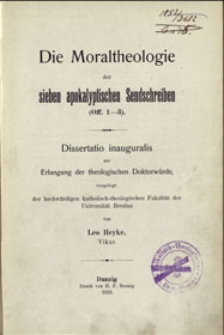 Die Moraltheologie
der
sieben apokalyptischen Sendschreiben
(Off. 1—3).
Dissertatio inauguralis
zur
Erlangung der theologischen Doktorwürde,
vorgelegt
der hochwürdigen katholisch-theologischen Fakultät der
Universität Breslau
von
Leo Heyke,
Vikar.
Danzig
Druck von H. F. Boenig